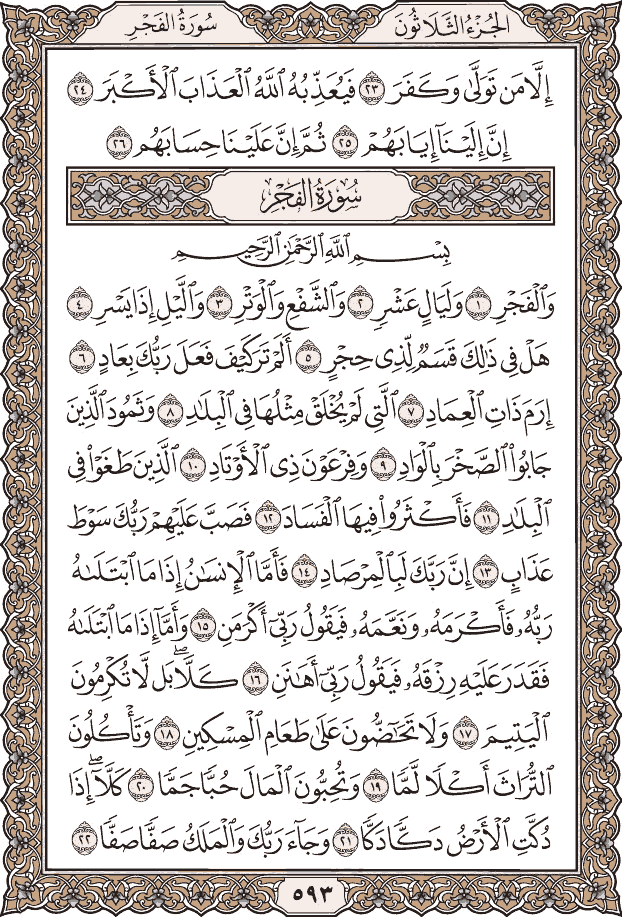 سُورَةُ الفَجْرِ
الجُزْءُ الثَّلَاثُونَ
إِلَّا مَن تَوَلَّىٰ وَكَفَرَ ٢٣ فَيُعَذِّبُهُ ٱللَّهُ ٱلْعَذَابَ ٱلْأَكْبَرَ ٢٤
إِنَّ إِلَيْنَآ إِيَابَهُمْ ٢٥ ثُمَّ إِنَّ عَلَيْنَا حِسَابَهُم ٢٦
سُورَةُ الفَجْرِ
بِسْمِ ٱللَّهِ ٱلرَّحْمَٰنِ ٱلرَّحِيمِ
وَٱلْفَجْرِ ١ وَلَيَالٍ عَشْرٍ ٢ وَٱلشَّفْعِ وَٱلْوَتْرِ ٣ وَٱلَّيْلِ إِذَا يَسْرِ ٤
هَلْ فِى ذَٰلِكَ قَسَمٌ لِّذِى حِجْرٍ ٥ أَلَمْ تَرَ كَيْفَ فَعَلَ رَبُّكَ بِعَادٍ ٦
إِرَمَ ذَاتِ ٱلْعِمَادِ ٧ ٱلَّتِى لَمْ يُخْلَقْ مِثْلُهَا فِى ٱلْبِلَٰدِ ٨ وَثَمُودَ ٱلَّذِينَ
جَابُوا۟ ٱلصَّخْرَ بِٱلْوَادِ ٩ وَفِرْعَوْنَ ذِى ٱلْأَوْتَادِ ١٠ ٱلَّذِينَ طَغَوْا۟ فِى
ٱلْبِلَٰدِ ١١ فَأَكْثَرُوا۟ فِيهَا ٱلْفَسَادَ ١٢ فَصَبَّ عَلَيْهِمْ رَبُّكَ سَوْطَ
عَذَابٍ ١٣ إِنَّ رَبَّكَ لَبِٱلْمِرْصَادِ ١٤ فَأَمَّا ٱلْإِنسَٰنُ إِذَا مَا ٱبْتَلَىٰهُ
رَبُّهُۥ فَأَكْرَمَهُۥ وَنَعَّمَهُۥ فَيَقُولُ رَبِّىٓ أَكْرَمَنِ ١٥ وَأَمَّآ إِذَا مَا ٱبْتَلَىٰهُ
فَقَدَرَ عَلَيْهِ رِزْقَهُۥ فَيَقُولُ رَبِّىٓ أَهَٰنَنِ ١٦ كَلَّا ۖ بَل لَّا تُكْرِمُونَ
ٱلْيَتِيمَ ١٧ وَلَا تَحَٰٓضُّونَ عَلَىٰ طَعَامِ ٱلْمِسْكِينِ ١٨ وَتَأْكُلُونَ
ٱلتُّرَاثَ أَكْلًا لَّمًّا ١٩ وَتُحِبُّونَ ٱلْمَالَ حُبًّا جَمًّا ٢٠ كَلَّآ ۖ إِذَا
دُكَّتِ ٱلْأَرْضُ دَكًّا دَكًّا ٢١ وَجَآءَ رَبُّكَ وَٱلْمَلَكُ صَفًّا صَفًّا ٢٢
٥٩٣